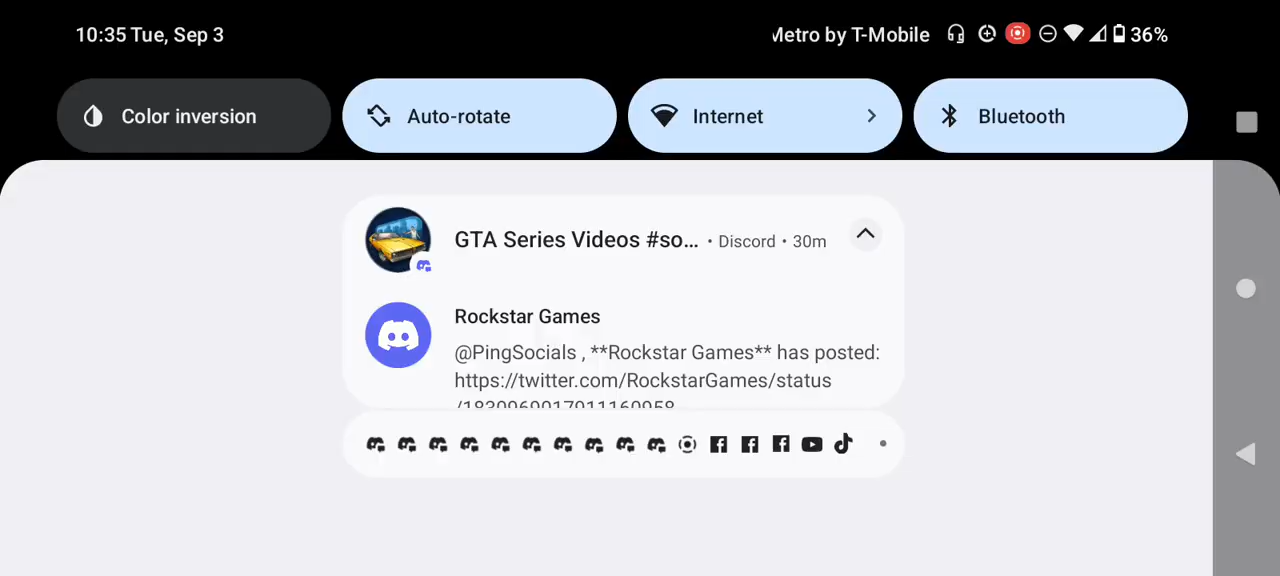 10:35 Tue, Sep 3
Metro by T-Mobile 36%
Color inversion
Auto-rotate
Internet
Bluetooth
GTA Series Videos #so... • Discord • 30m
Rockstar Games
@PingSocials , **Rockstar Games** has posted:
https://twitter.com/RockstarGames/status